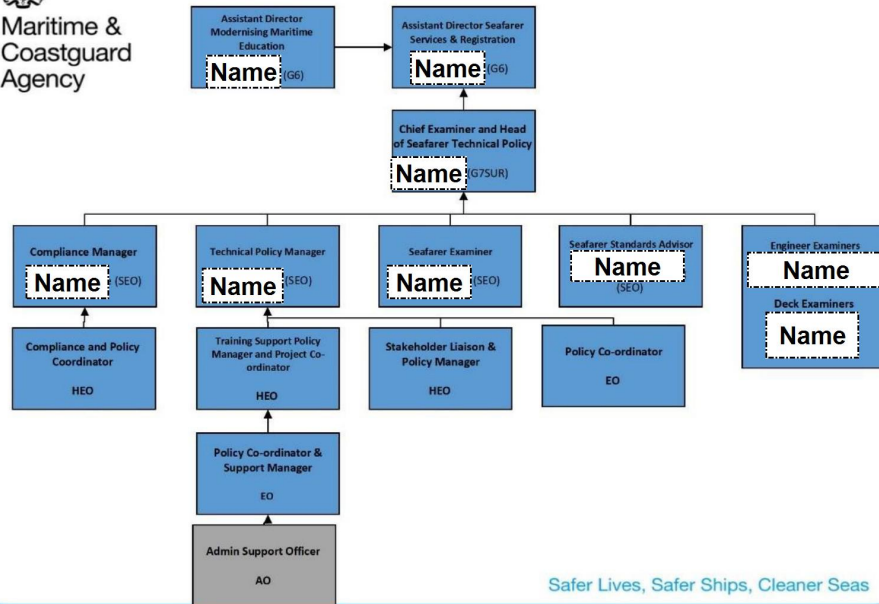 Maritime &
Coastguard
Agency
Assistant Director
Modernising Maritime
Education
Name (G6)
Assistant Director Seafarer
Services & Registration
Name (G6)
Chief Examiner and Head
of Seafarer Technical Policy
Name (G7SUR)
Compliance Manager
Name (SEO)
Technical Policy Manager
Name (SEO)
Seafarer Examiner
Name (SEO)
Seafarer Standards Advisor
Name
(SEO)
Engineer Examiners
Name
Deck Examiners
Name
Compliance and Policy
Coordinator
HEO
Training Support Policy
Manager and Project Co-
ordinator
HEO
Stakeholder Liaison &
Policy Manager
HEO
Policy Co-ordinator
EO
Policy Co-ordinator &
Support Manager
EO
Admin Support Officer
AO
Safer Lives, Safer Ships, Cleaner Seas